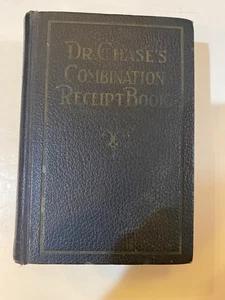 DR. CHASE'S
COMBINATION
RECEIPT BOOK